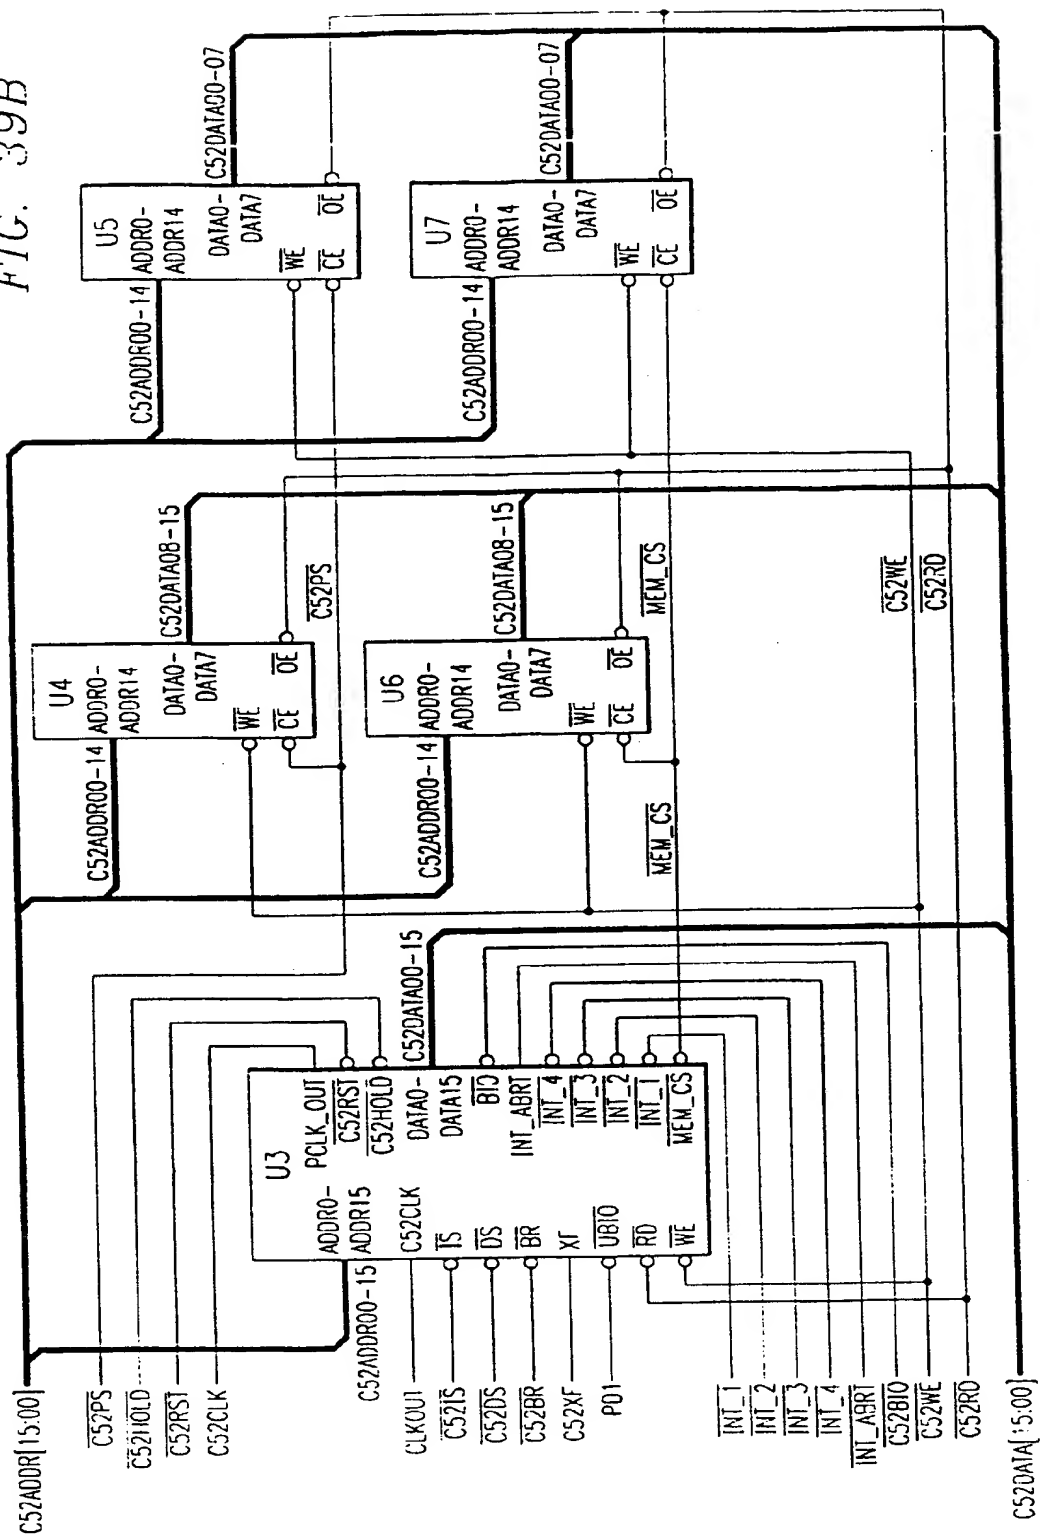 FIG. 39B
C52ADDR[15:00]
C52PS
C52HOLD
C52RST
C52CLK
C52ADDR00-15
CLKOUT
C52IS
C52DS
C52BR
C52XF
PD1
INT_1
INT_2
INT_3
INT_4
INT_ABRT
C52BIO
C52WE
C52RD
C52DATA[15:00]
U3
ADDR0-
ADDR15
C52CLK
IS
DS
BR
XF
UBIO
RD
WE
PCLK_OUT
C52RST
C52HOLD
DATA0-
DATA15
BIO
INT_ABRT
INT_4
INT_3
INT_2
INT_1
MEM_CS
C52DATA00-15
MEM_CS
C52ADDR00-14
U4
ADDR0-
ADDR14
DATA0-
DATA7
WE
CE
OE
C52DATA08-15
C52PS
C52ADDR00-14
U6
ADDR0-
ADDR14
DATA0-
DATA7
WE
CE
OE
C52DATA08-15
MEM_CS
C52WE
C52RD
C52ADDR00-14
U5
ADDR0-
ADDR14
DATA0-
DATA7
WE
CE
OE
C52DATA00-07
C52ADDR00-14
U7
ADDR0-
ADDR14
DATA0-
DATA7
WE
CE
OE
C52DATA00-07